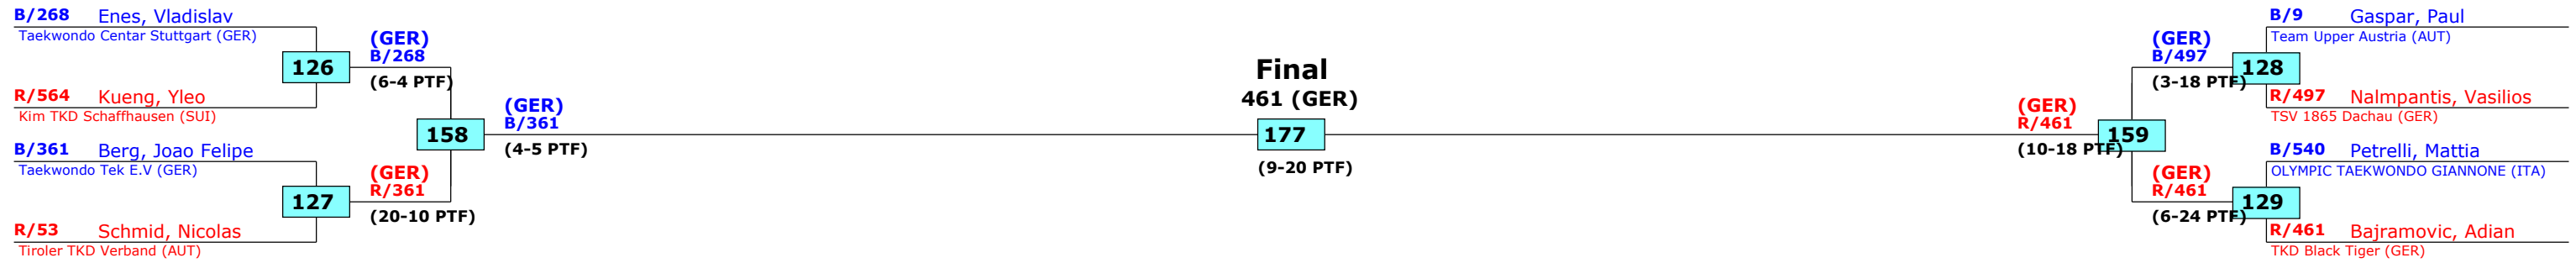 B/268 Enes, Vladislav
Taekwondo Centar Stuttgart (GER)
126
(GER)
B/268
(6-4 PTF)
R/564 Kueng, Yleo
Kim TKD Schaffhausen (SUI)
158
(GER)
B/361
(4-5 PTF)
B/361 Berg, Joao Felipe
Taekwondo Tek E.V (GER)
127
(GER)
R/361
(20-10 PTF)
R/53 Schmid, Nicolas
Tiroler TKD Verband (AUT)
Final
461 (GER)
177
(9-20 PTF)
(GER)
R/461
(10-18 PTF)
159
(GER)
B/497
(3-18 PTF)
128
B/9 Gaspar, Paul
Team Upper Austria (AUT)
R/497 Nalmpantis, Vasilios
TSV 1865 Dachau (GER)
(GER)
R/461
(6-24 PTF)
129
B/540 Petrelli, Mattia
OLYMPIC TAEKWONDO GIANNONE (ITA)
R/461 Bajramovic, Adian
TKD Black Tiger (GER)